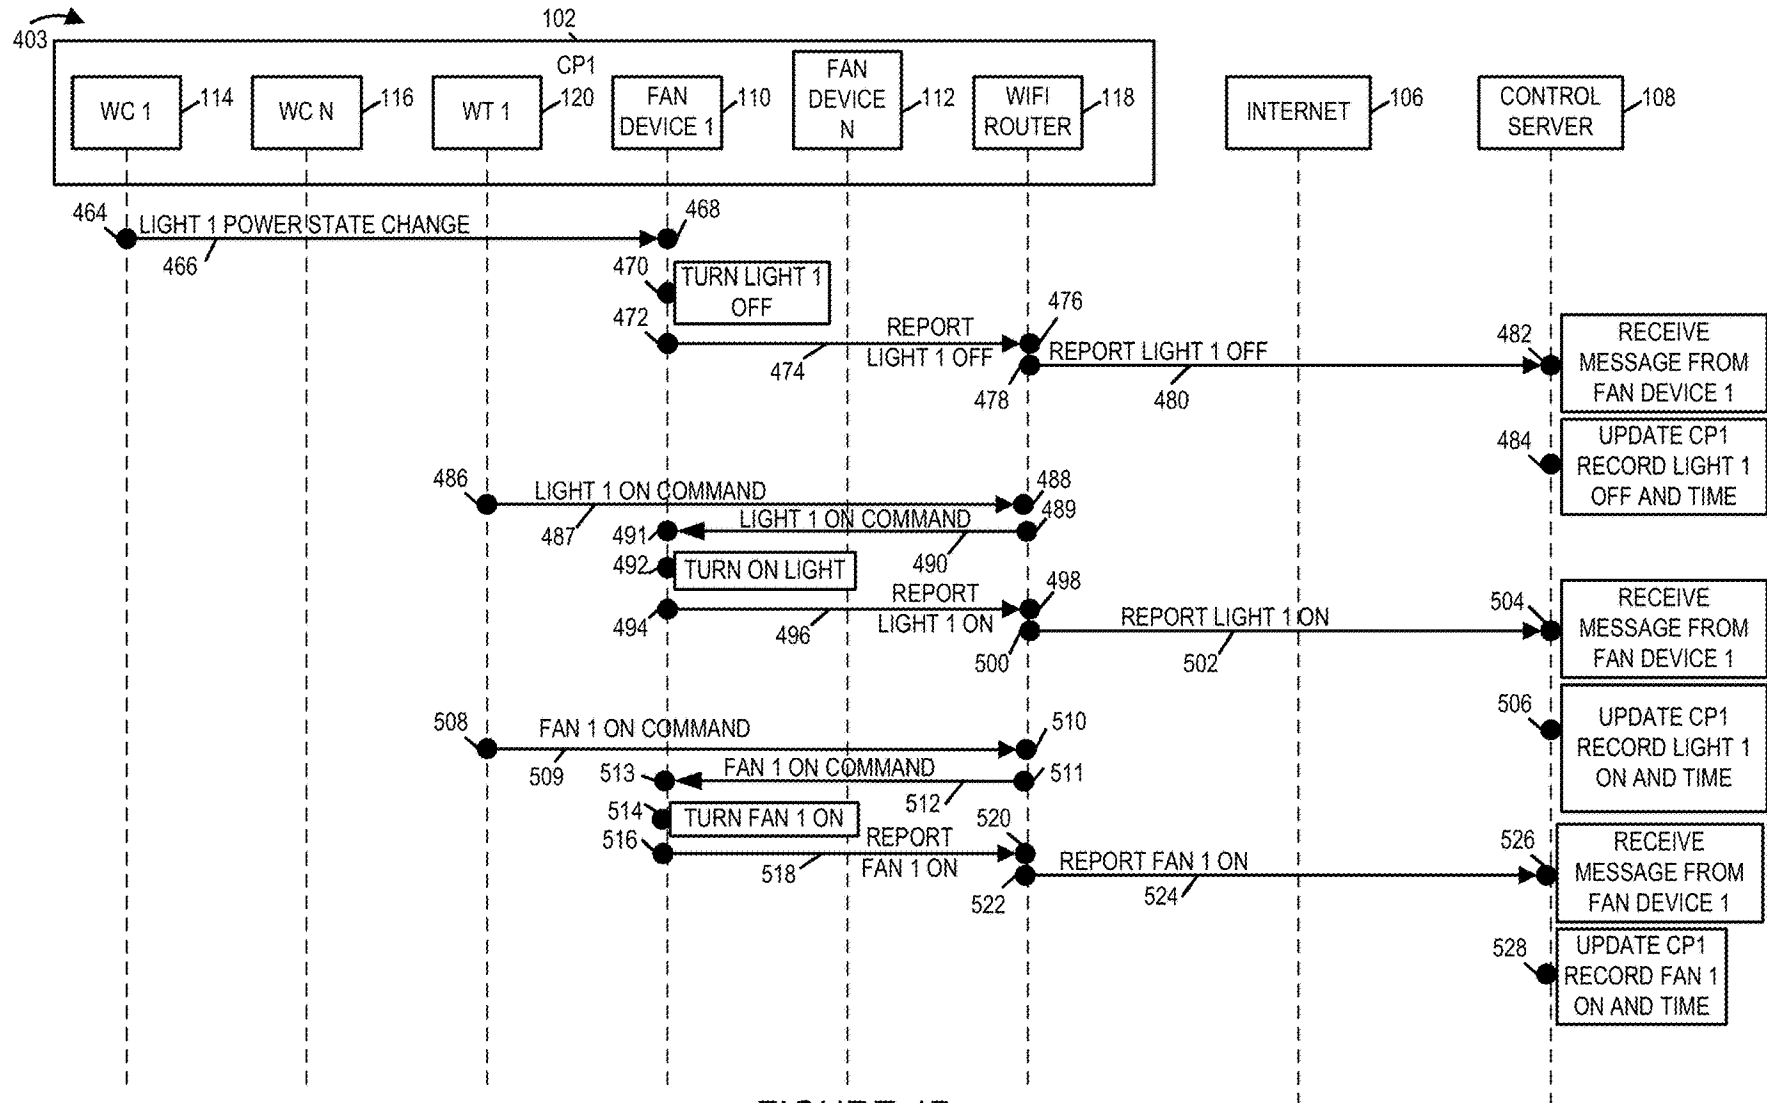 403
102
CP1
WC 1
114
WC N
116
WT 1
120
FAN
DEVICE 1
110
FAN
DEVICE
N
112
WIFI
ROUTER
118
INTERNET
106
CONTROL
SERVER
108
464
LIGHT 1 POWER STATE CHANGE
466
468
470
TURN LIGHT 1
OFF
472
REPORT
LIGHT 1 OFF
474
476
478
REPORT LIGHT 1 OFF
480
482
RECEIVE
MESSAGE FROM
FAN DEVICE 1
484
UPDATE CP1
RECORD LIGHT 1
OFF AND TIME
486
LIGHT 1 ON COMMAND
487
488
489
LIGHT 1 ON COMMAND
490
491
492
TURN ON LIGHT
494
REPORT
LIGHT 1 ON
496
498
500
REPORT LIGHT 1 ON
502
504
RECEIVE
MESSAGE FROM
FAN DEVICE 1
506
UPDATE CP1
RECORD LIGHT 1
ON AND TIME
508
FAN 1 ON COMMAND
509
510
511
FAN 1 ON COMMAND
512
513
514
TURN FAN 1 ON
516
REPORT
FAN 1 ON
518
520
522
REPORT FAN 1 ON
524
526
RECEIVE
MESSAGE FROM
FAN DEVICE 1
528
UPDATE CP1
RECORD FAN 1
ON AND TIME